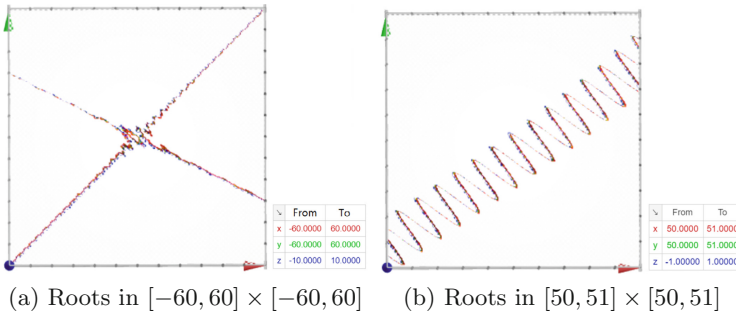 ↘ From To
x -60.0000 60.0000
y -60.0000 60.0000
z -10.0000 10.0000
↘ From To
x 50.0000 51.0000
y 50.0000 51.0000
z -1.00000 1.00000
(a) Roots in [−60, 60] × [−60, 60]
(b) Roots in [50, 51] × [50, 51]